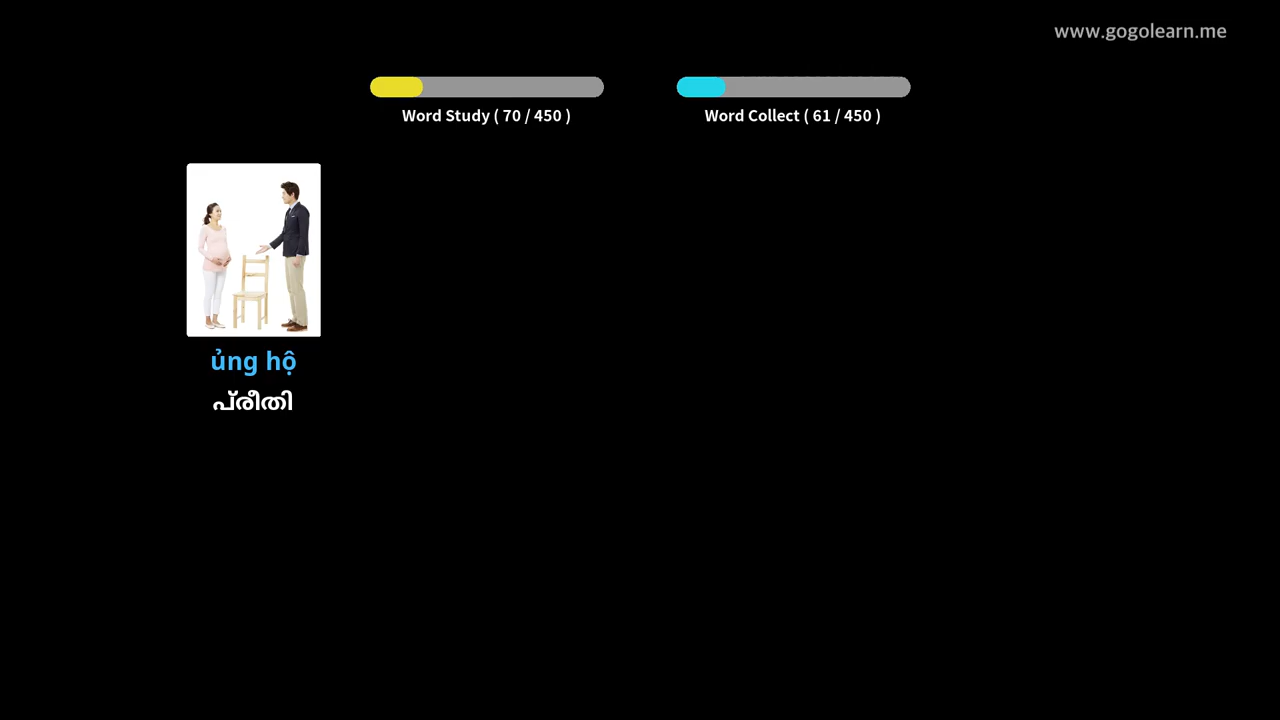 www.gogolearn.me
Word Study ( 70 / 450 )
Word Collect ( 61 / 450 )
ủng hộ
പ്രീതി